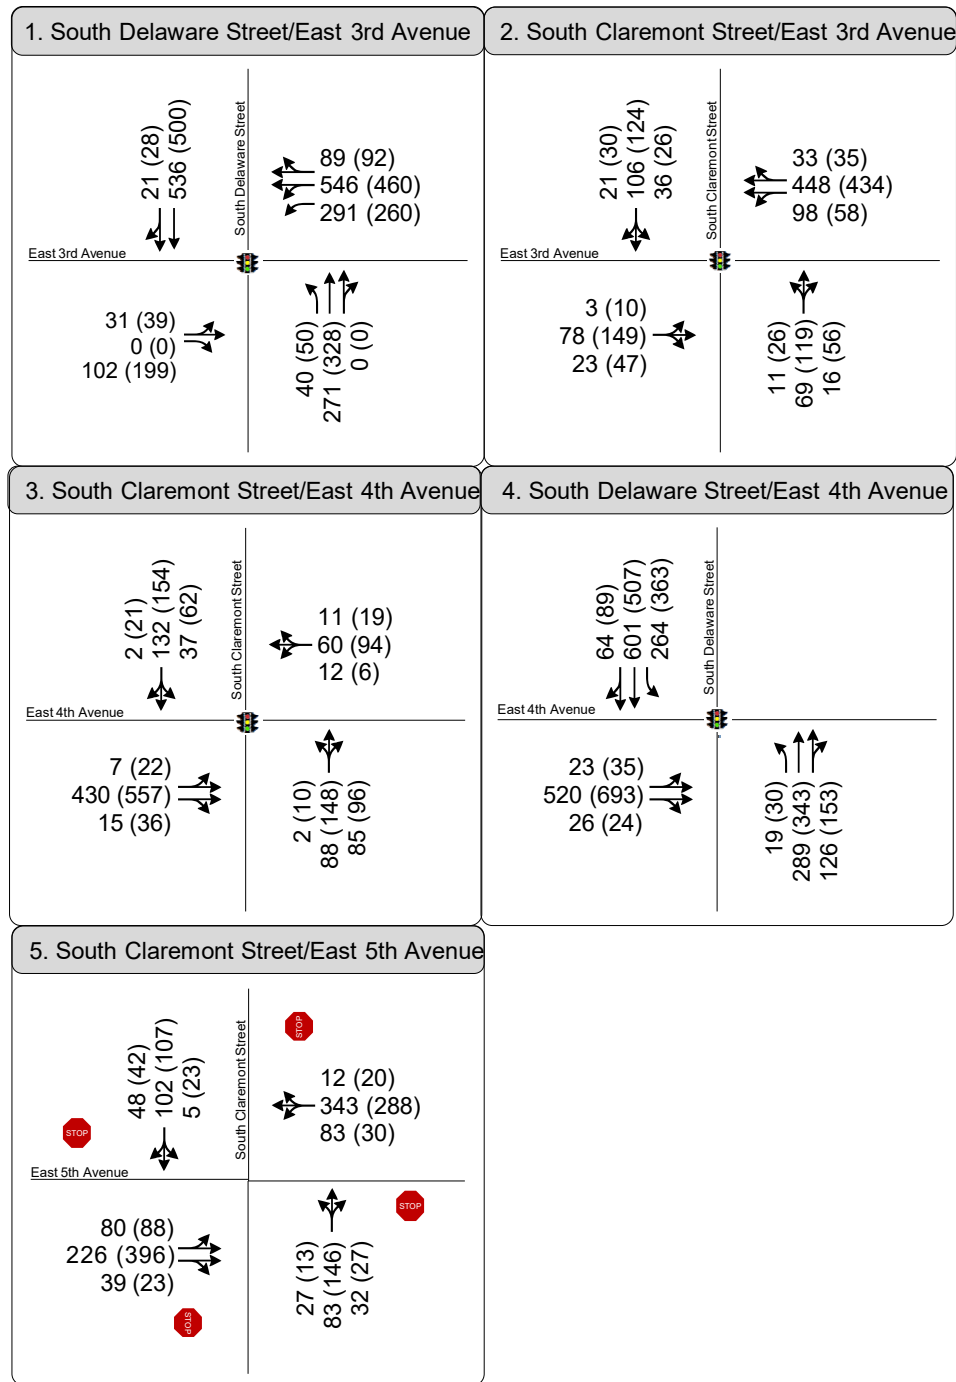 1. South Delaware Street/East 3rd Avenue
21 (28)
536 (500)
South Delaware Street
89 (92)
546 (460)
291 (260)
East 3rd Avenue
31 (39)
0 (0)
102 (199)
40 (50)
271 (328)
0 (0)
2. South Claremont Street/East 3rd Avenue
21 (30)
106 (124)
36 (26)
South Claremont Street
33 (35)
448 (434)
98 (58)
East 3rd Avenue
3 (10)
78 (149)
23 (47)
11 (26)
69 (119)
16 (56)
3. South Claremont Street/East 4th Avenue
2 (21)
132 (154)
37 (62)
South Claremont Street
11 (19)
60 (94)
12 (6)
East 4th Avenue
7 (22)
430 (557)
15 (36)
2 (10)
88 (148)
85 (96)
4. South Delaware Street/East 4th Avenue
64 (89)
601 (507)
264 (363)
South Delaware Street
East 4th Avenue
23 (35)
520 (693)
26 (24)
19 (30)
289 (343)
126 (153)
5. South Claremont Street/East 5th Avenue
48 (42)
102 (107)
5 (23)
South Claremont Street
STOP
12 (20)
343 (288)
83 (30)
STOP
East 5th Avenue
80 (88)
226 (396)
39 (23)
STOP
27 (13)
83 (146)
32 (27)
STOP